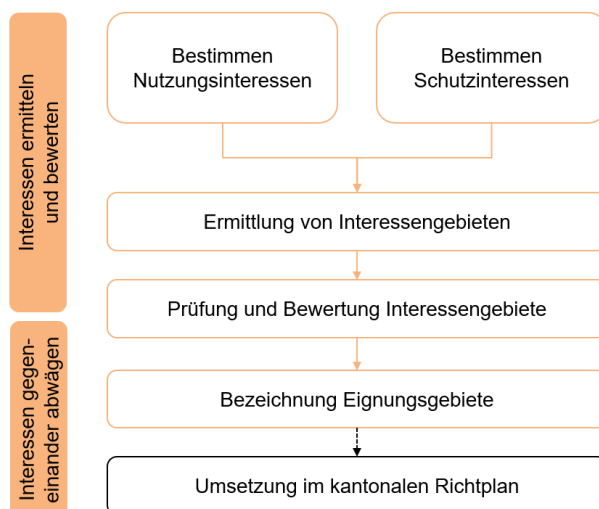 Interessen ermitteln
und bewerten
Bestimmen
Nutzungsinteressen
Bestimmen
Schutzinteressen
Ermittlung von Interessengebieten
Prüfung und Bewertung Interessengebiete
Interessen gegen-
einander abwägen
Bezeichnung Eignungsgebiete
Umsetzung im kantonalen Richtplan